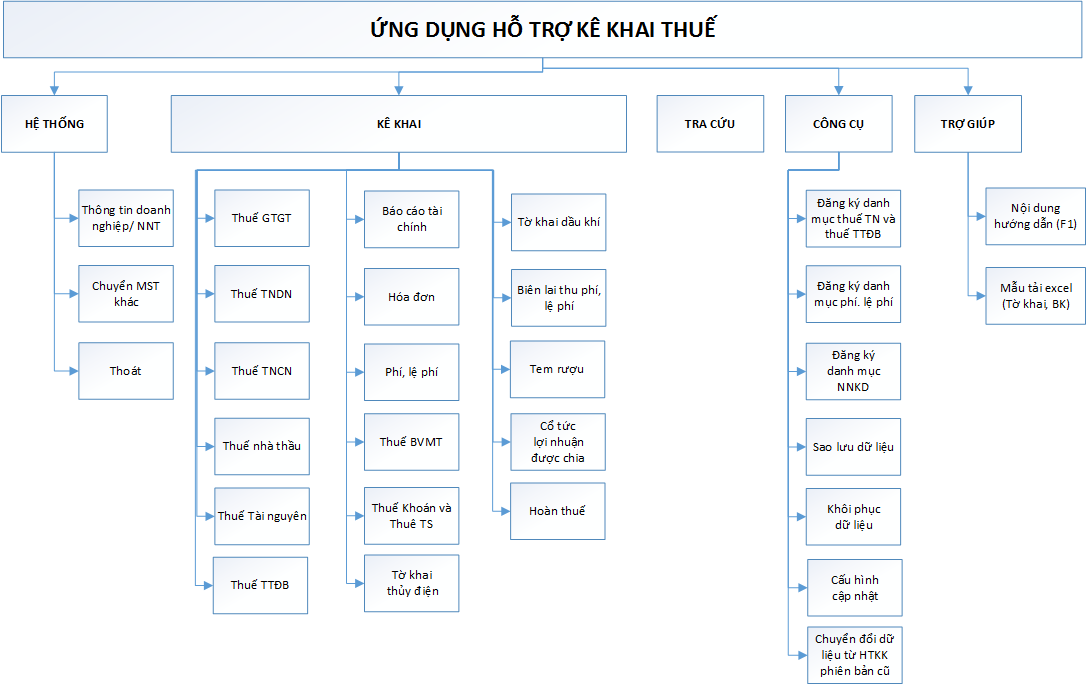 ỨNG DỤNG HỖ TRỢ KÊ KHAI THUẾ
HỆ THỐNG
KÊ KHAI
TRA CỨU
CÔNG CỤ
TRỢ GIÚP
Thông tin doanh
nghiệp/ NNT
Chuyển MST
khác
Thoát
Thuế GTGT
Thuế TNDN
Thuế TNCN
Thuế nhà thầu
Thuế Tài nguyên
Thuế TTĐB
Báo cáo tài
chính
Hóa đơn
Phí, lệ phí
Thuế BVMT
Thuế Khoán và
Thuê TS
Tờ khai
thủy điện
Tờ khai dầu khí
Biên lai thu phí,
lệ phí
Tem rượu
Cổ tức
lợi nhuận
được chia
Hoàn thuế
Đăng ký danh
mục thuế TN và
thuế TTĐB
Đăng ký danh
mục phí. lệ phí
Đăng ký
danh mục
NNKD
Sao lưu dữ liệu
Khôi phục
dữ liệu
Cấu hình
cập nhật
Chuyển đổi dữ
liệu từ HTKK
phiên bản cũ
Nội dung
hướng dẫn (F1)
Mẫu tải excel
(Tờ khai, BK)